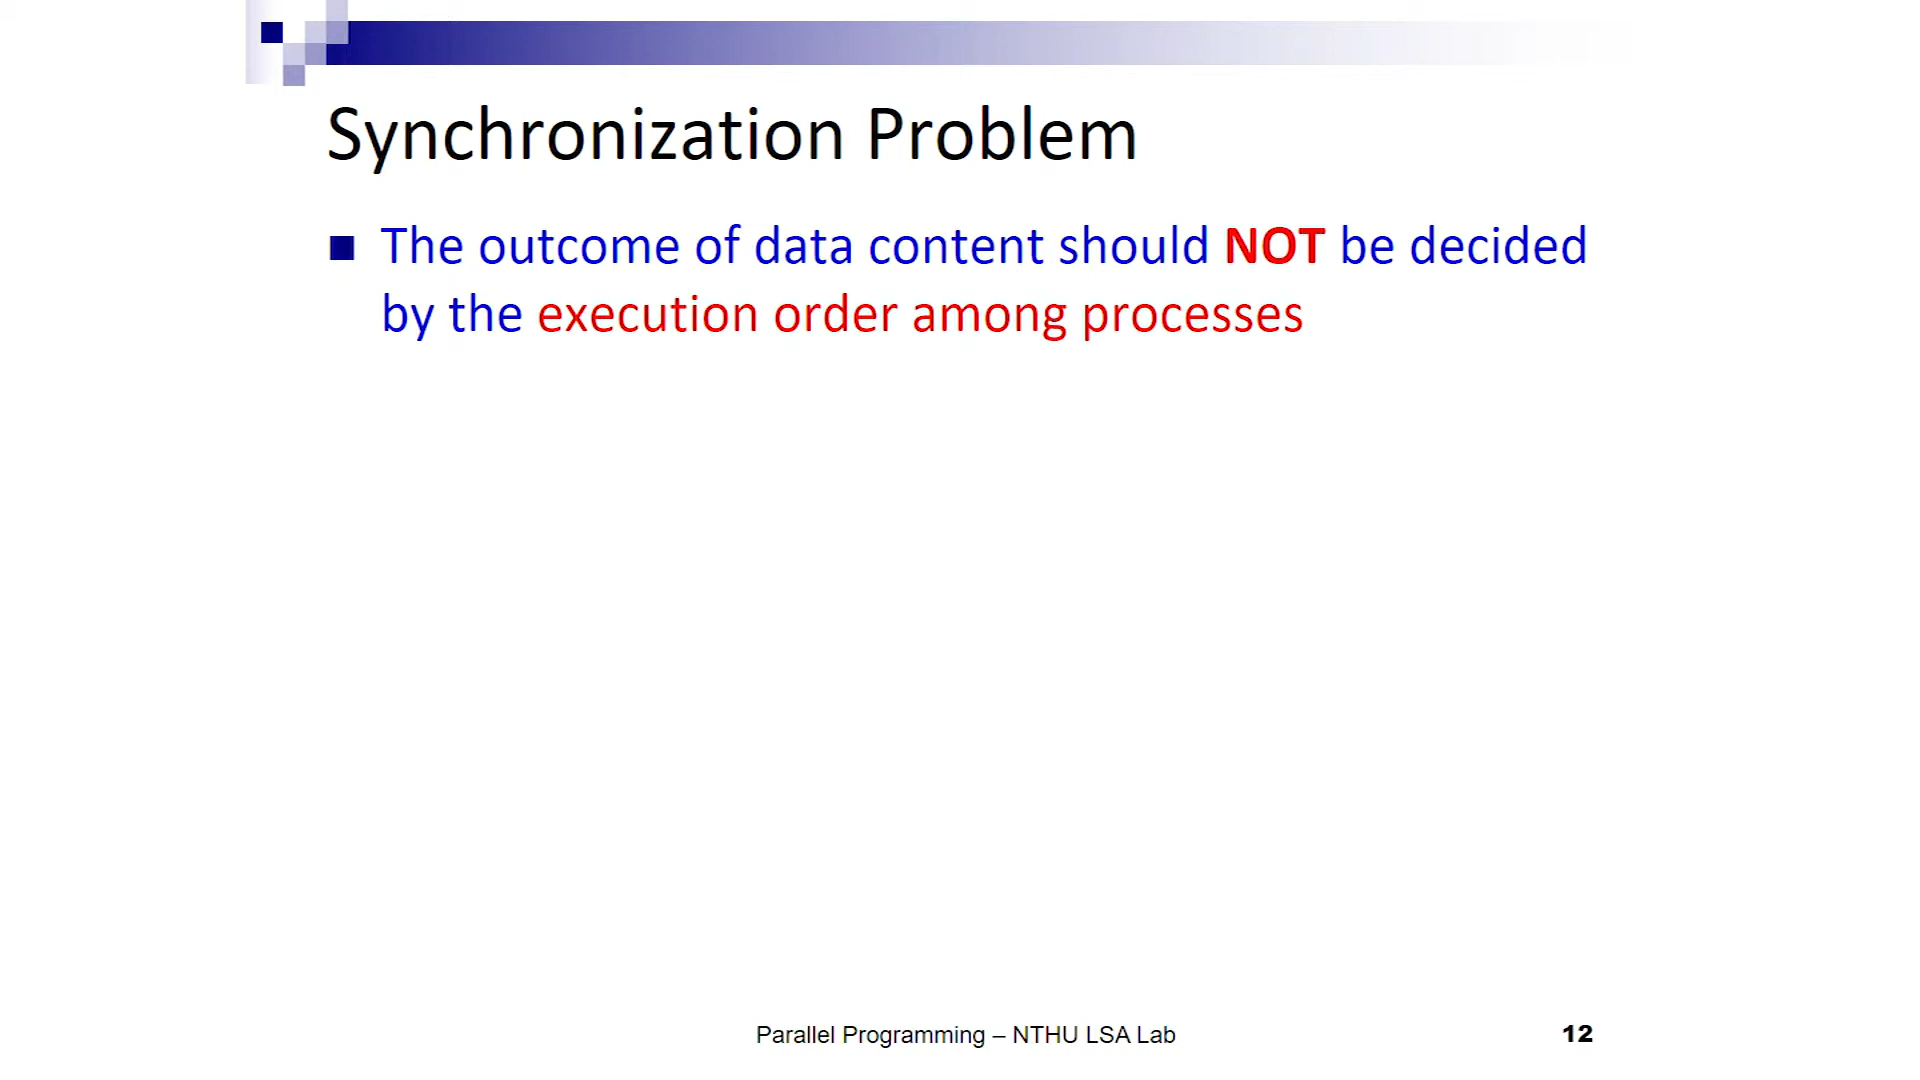 Synchronization Problem
The outcome of data content should NOT be decided
by the execution order among processes
Parallel Programming – NTHU LSA Lab
12